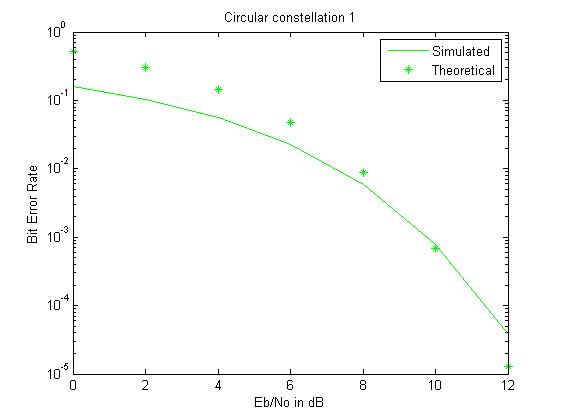 Circular constellation 1
Simulated
Theoretical
10^0
10^-1
10^-2
10^-3
10^-4
10^-5
Bit Error Rate
0 2 4 6 8 10 12
Eb/No in dB